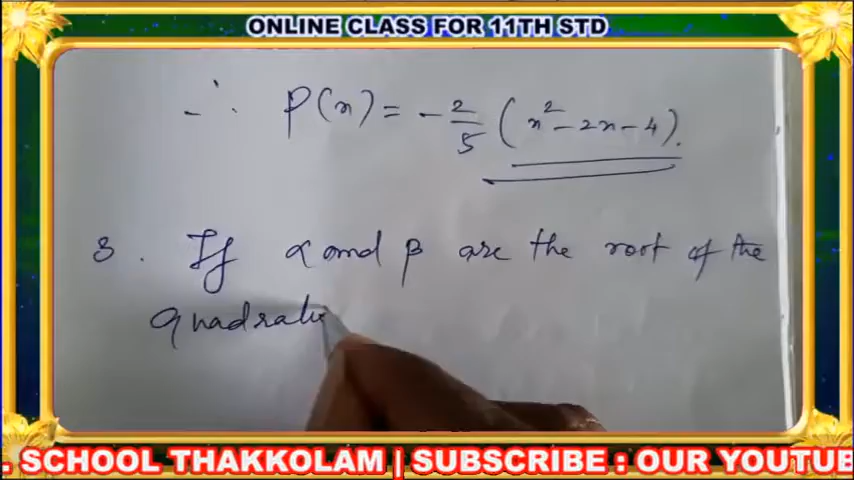 ONLINE CLASS FOR 11TH STD
∴ P(x) = -2/5 (x² - 2x - 4).
3. If α and β are the root of the
quadratic
. SCHOOL THAKKOLAM | SUBSCRIBE : OUR YOUTUBE